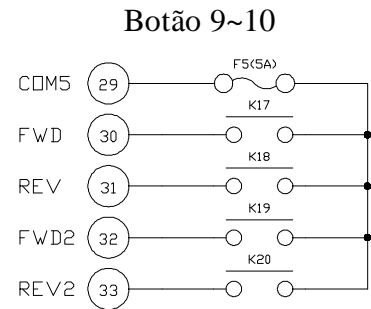 Botão 9~10
F5(5A)
COM5 29
K17
FWD 30
K18
REV 31
K19
FWD2 32
K20
REV2 33